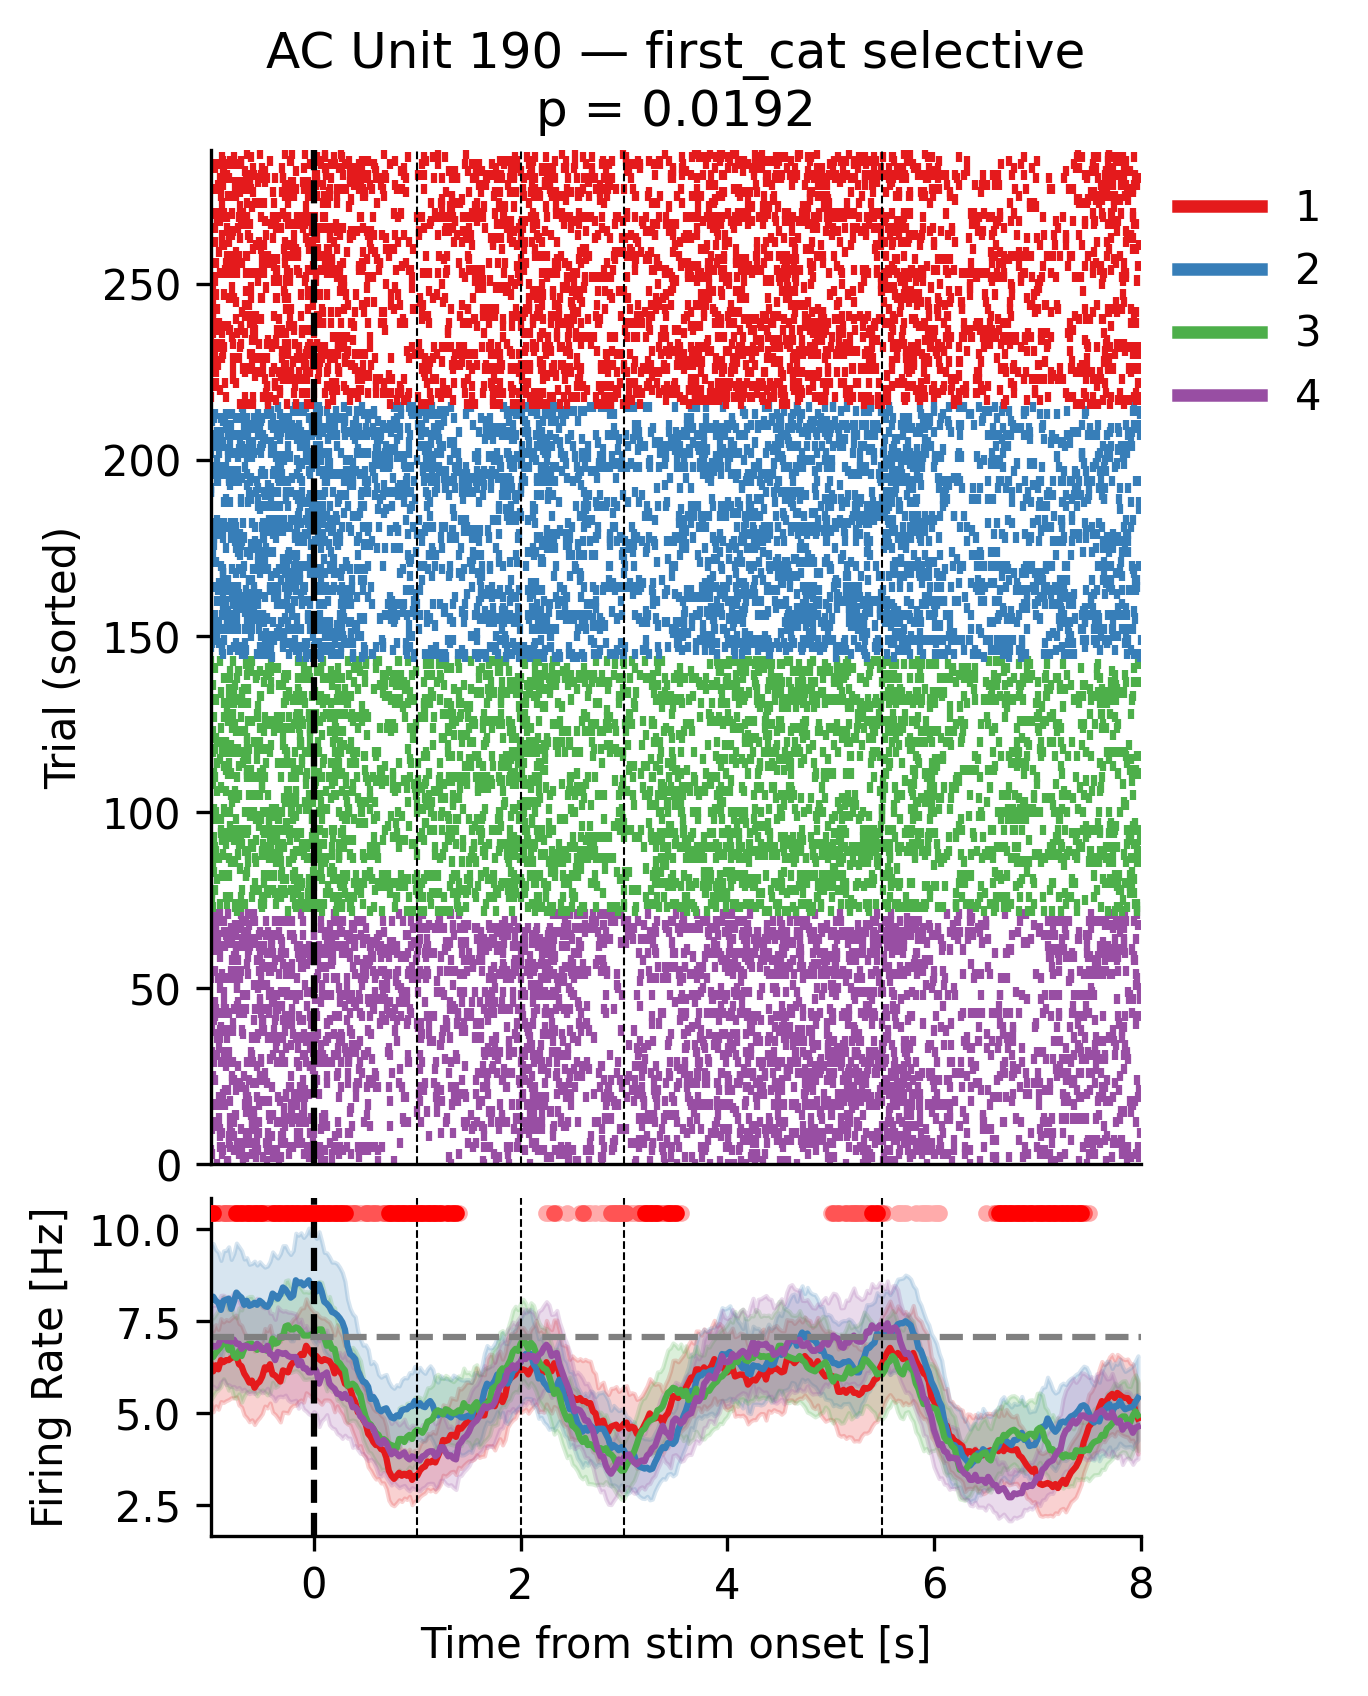 AC Unit 190 — first_cat selective
p = 0.0192
1
2
3
4
Trial (sorted)
250
200
150
100
50
0
Firing Rate [Hz]
10.0
7.5
5.0
2.5
0 2 4 6 8
Time from stim onset [s]